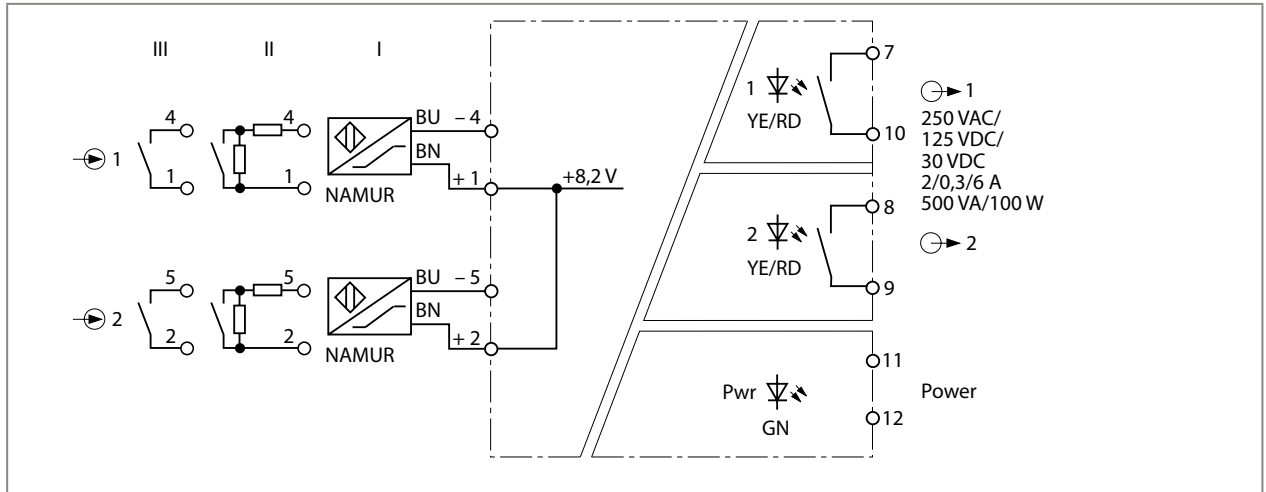 III II I
1
4
1
4
1
NAMUR
BU – 4
BN
+ 1
+8,2 V
2
5
2
5
2
NAMUR
BU – 5
BN
+ 2
1
YE/RD
7
10
1
250 VAC/
125 VDC/
30 VDC
2/0,3/6 A
500 VA/100 W
2
YE/RD
8
9
2
Pwr
GN
11
12
Power